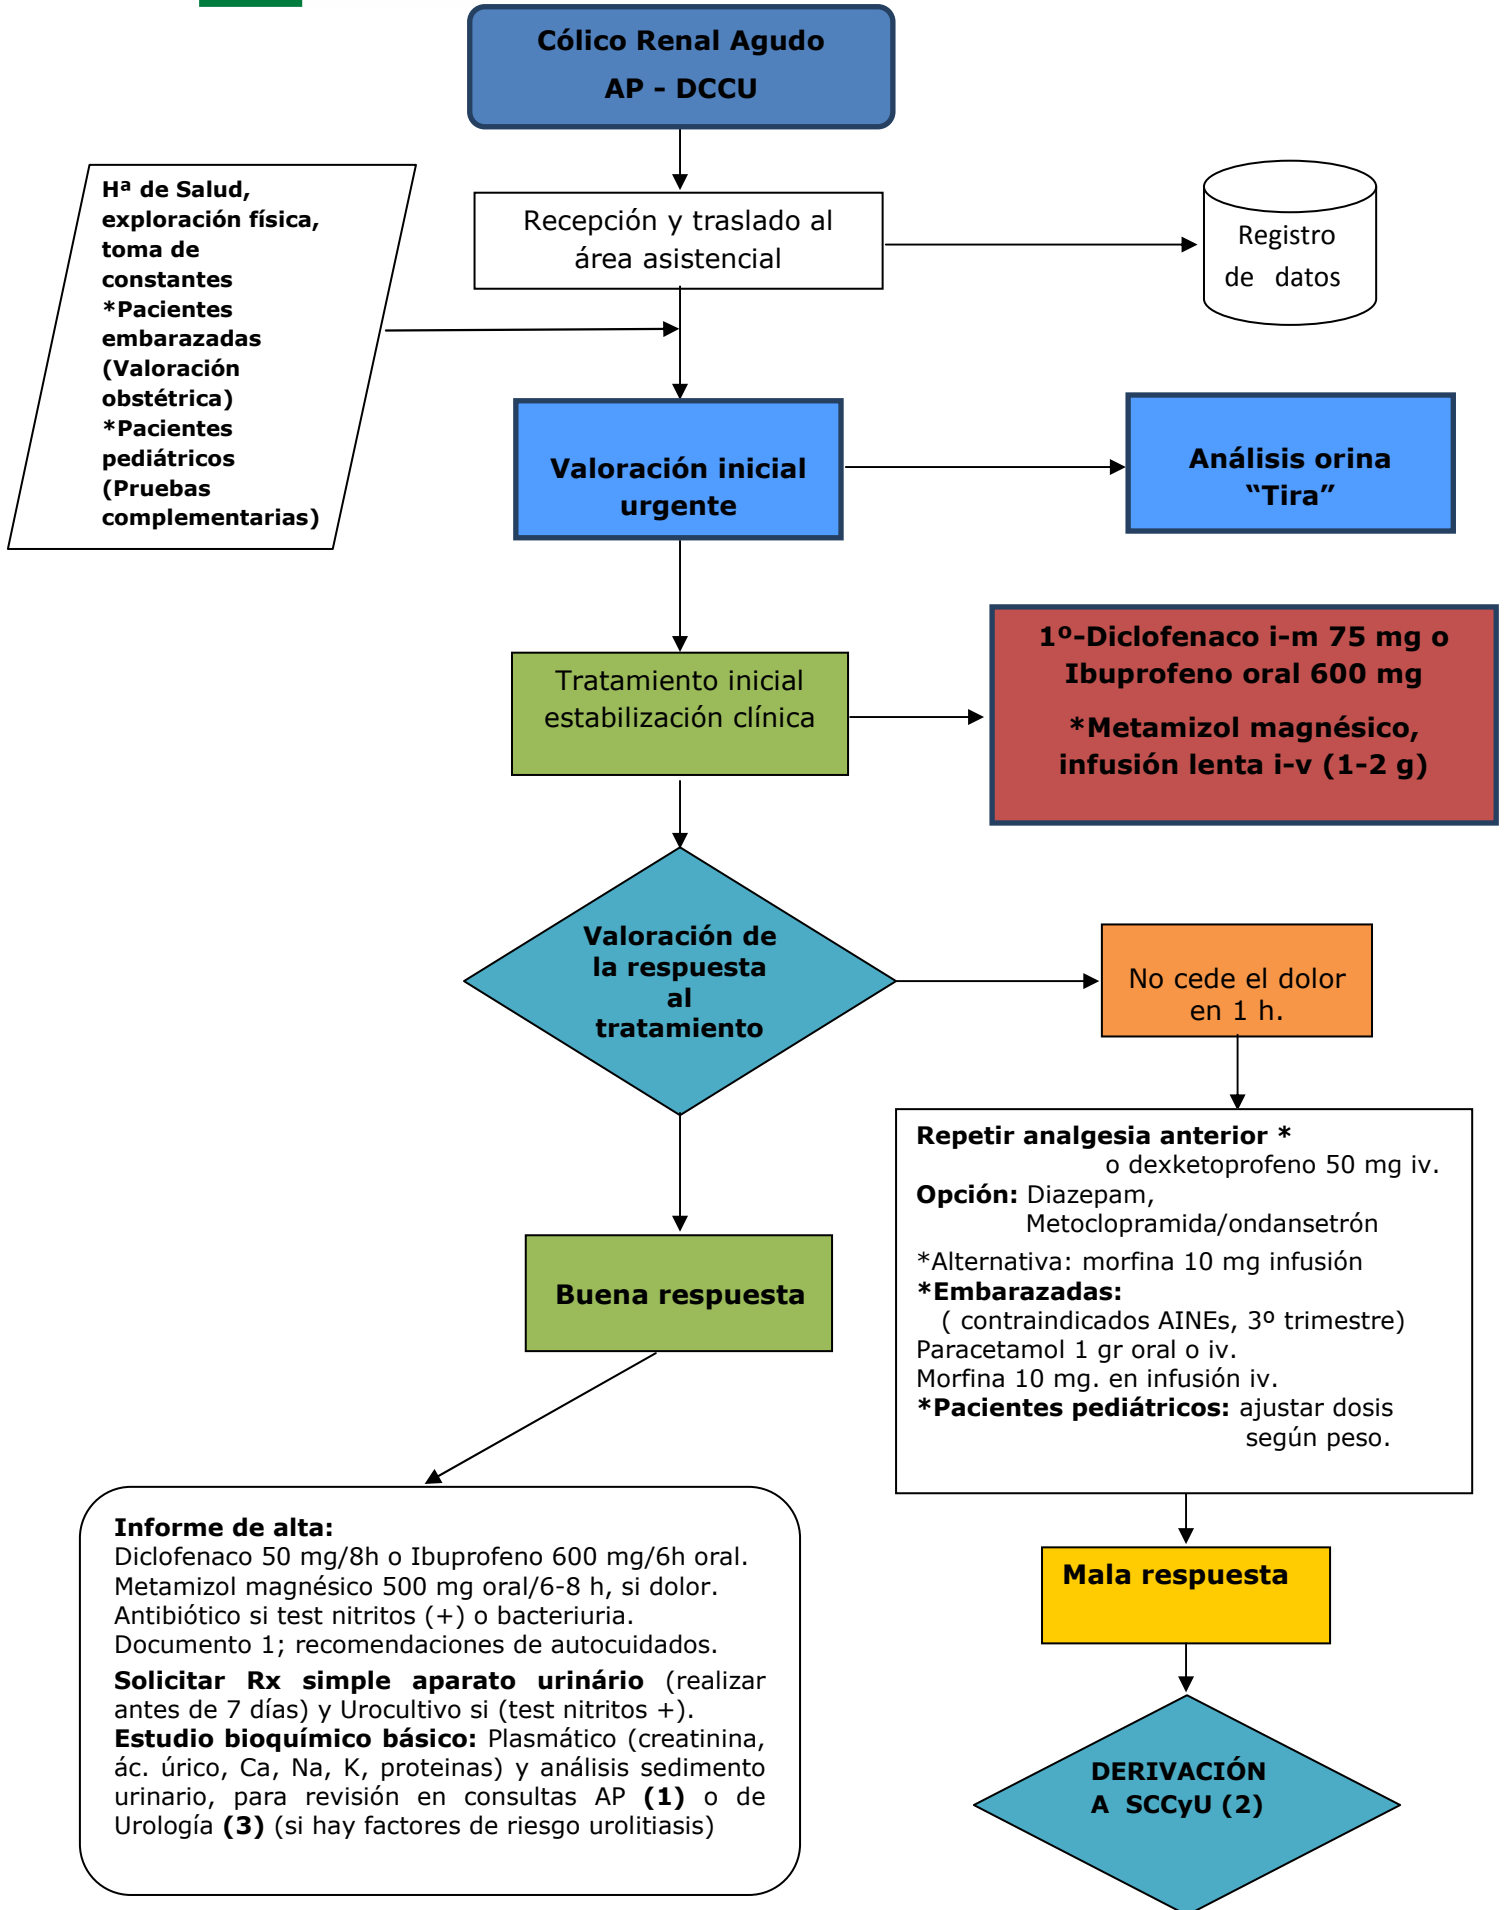 Cólico Renal Agudo
AP - DCCU
Hª de Salud,
exploración física,
toma de
constantes
*Pacientes
embarazadas
(Valoración
obstétrica)
*Pacientes
pediátricos
(Pruebas
complementarias)
Recepción y traslado al
área asistencial
Registro
de datos
Valoración inicial
urgente
Análisis orina
“Tira”
Tratamiento inicial
estabilización clínica
1º-Diclofenaco i-m 75 mg o
Ibuprofeno oral 600 mg
*Metamizol magnésico,
infusión lenta i-v (1-2 g)
Valoración de
la respuesta
al
tratamiento
No cede el dolor
en 1 h.
Repetir analgesia anterior *
o dexketoprofeno 50 mg iv.
Opción: Diazepam,
Metoclopramida/ondansetrón
*Alternativa: morfina 10 mg infusión
*Embarazadas:
( contraindicados AINEs, 3º trimestre)
Paracetamol 1 gr oral o iv.
Morfina 10 mg. en infusión iv.
*Pacientes pediátricos: ajustar dosis
según peso.
Buena respuesta
Informe de alta:
Diclofenaco 50 mg/8h o Ibuprofeno 600 mg/6h oral.
Metamizol magnésico 500 mg oral/6-8 h, si dolor.
Antibiótico si test nitritos (+) o bacteriuria.
Documento 1; recomendaciones de autocuidados.
Solicitar Rx simple aparato urinário (realizar
antes de 7 días) y Urocultivo si (test nitritos +).
Estudio bioquímico básico: Plasmático (creatinina,
ác. úrico, Ca, Na, K, proteinas) y análisis sedimento
urinario, para revisión en consultas AP (1) o de
Urología (3) (si hay factores de riesgo urolitiasis)
Mala respuesta
DERIVACIÓN
A SCCyU (2)